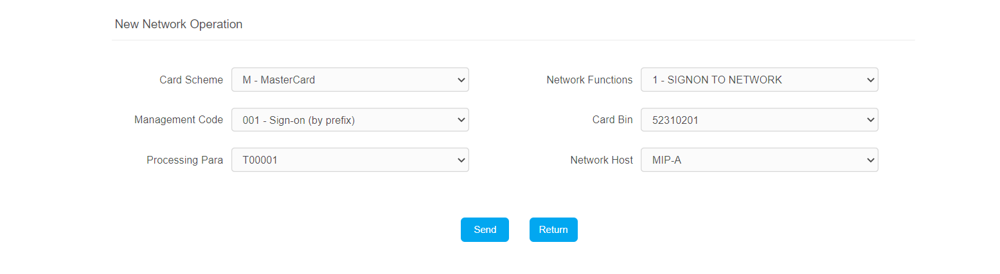 New Network Operation
Card Scheme M - MasterCard Network Functions 1 - SIGNON TO NETWORK
Management Code 001 - Sign-on (by prefix) Card Bin 52310201
Processing Para T00001 Network Host MIP-A
Send Return